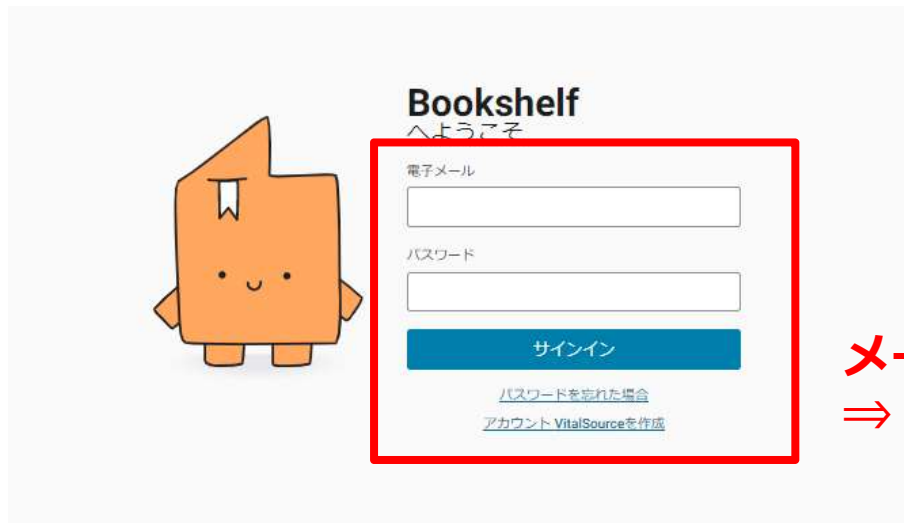 Bookshelf
へようこそ
電子メール
パスワード
サインイン
パスワードを忘れた場合
アカウント VitalSourceを作成
メー
⇒